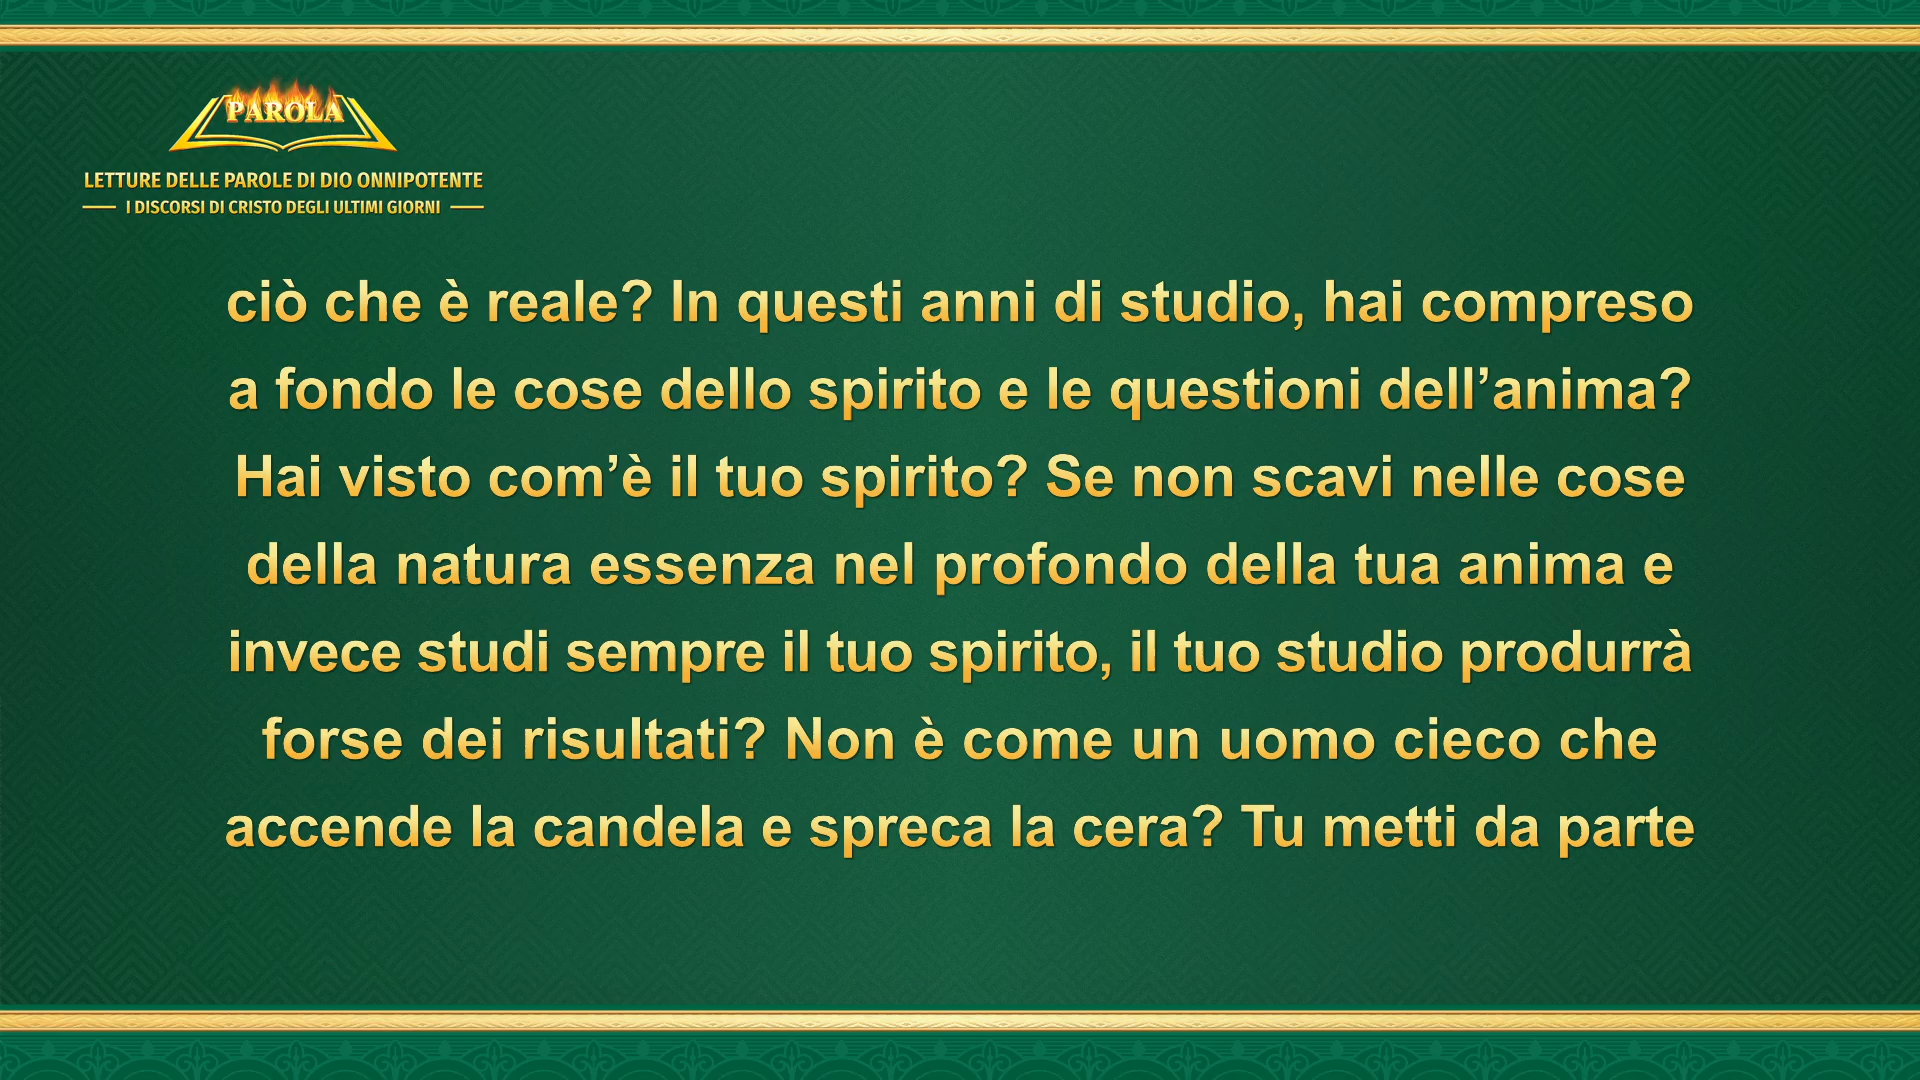 PAROLA
LETTURE DELLE PAROLE DI DIO ONNIPOTENTE
I DISCORSI DI CRISTO DEGLI ULTIMI GIORNI
ciò che è reale? In questi anni di studio, hai compreso
a fondo le cose dello spirito e le questioni dell’anima?
Hai visto com’è il tuo spirito? Se non scavi nelle cose
della natura essenza nel profondo della tua anima e
invece studi sempre il tuo spirito, il tuo studio produrrà
forse dei risultati? Non è come un uomo cieco che
accende la candela e spreca la cera? Tu metti da parte